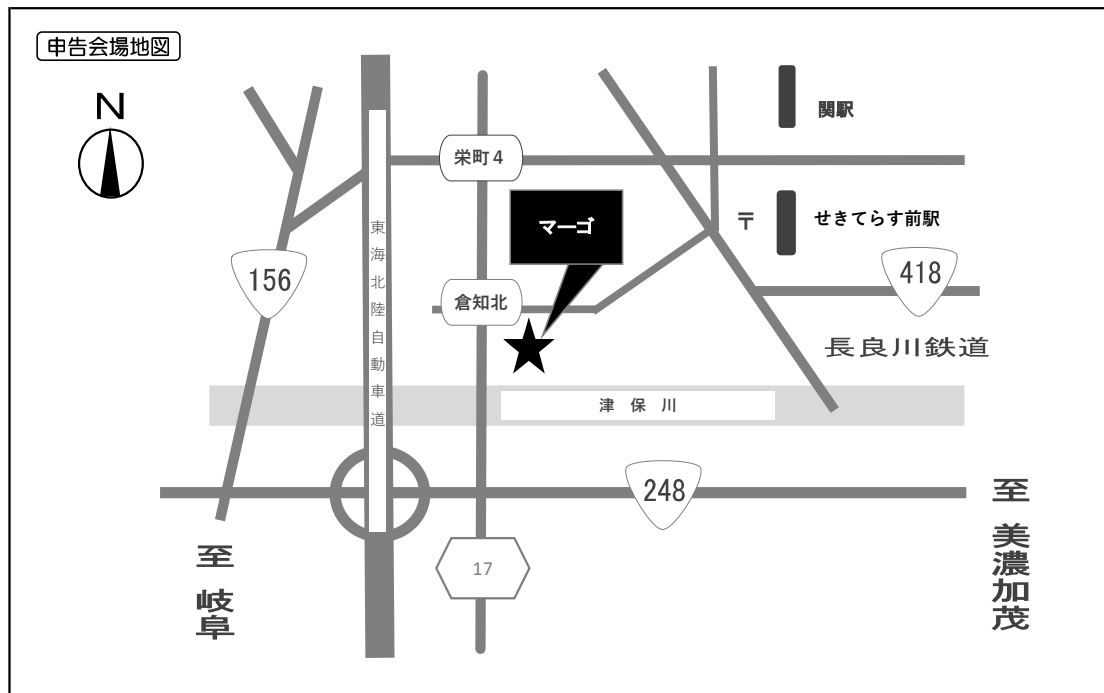 申告会場地図
N
関駅
栄町4
マーゴ
〒
せきてらす前駅
東海北陸自動車道
156
418
倉知北
長良川鉄道
津保川
248
至 美濃加茂
至 岐阜
17